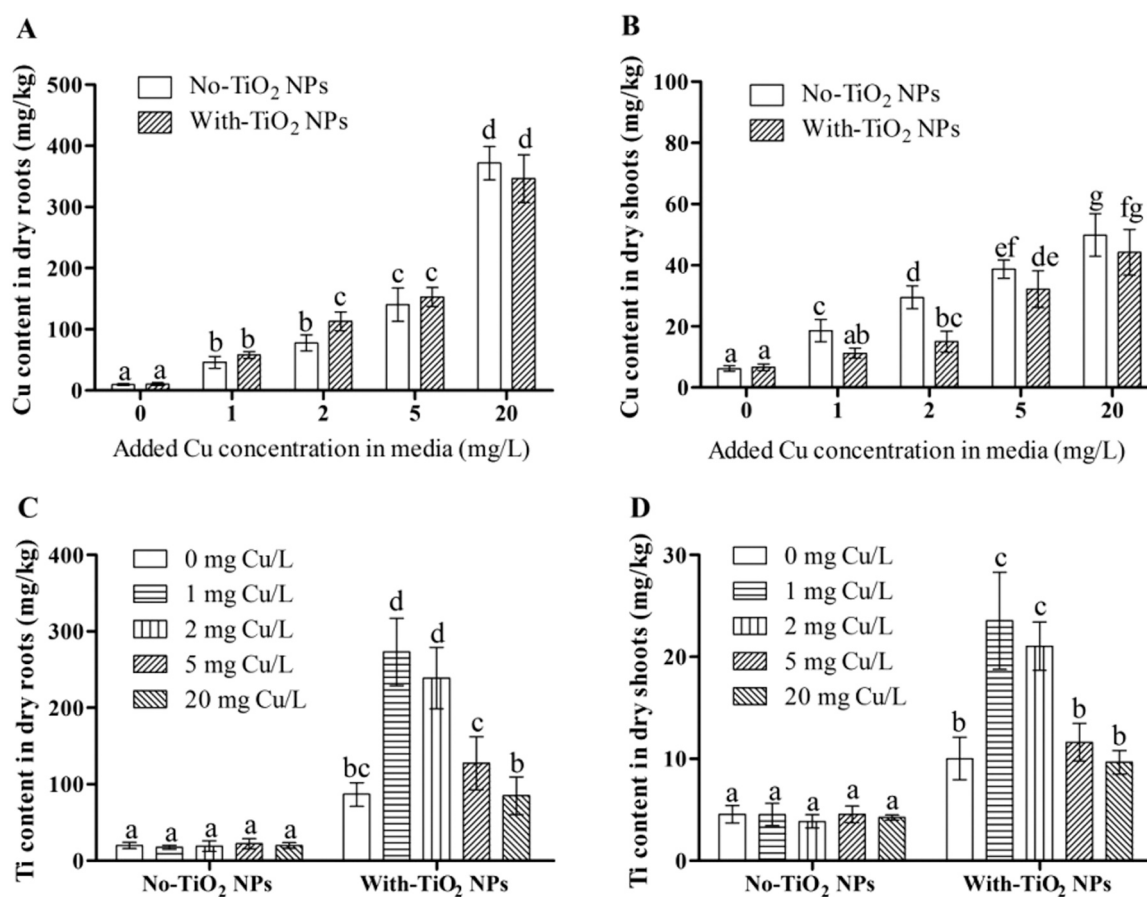 A
Cu content in dry roots (mg/kg)
500
400
300
200
100
0
No-TiO₂ NPs
With-TiO₂ NPs
a a b b b c c c d d
0 1 2 5 20
Added Cu concentration in media (mg/L)
B
Cu content in dry shoots (mg/kg)
100
80
60
40
20
0
No-TiO₂ NPs
With-TiO₂ NPs
a a c ab d bc ef de g fg
0 1 2 5 20
Added Cu concentration in media (mg/L)
C
Ti content in dry roots (mg/kg)
400
300
200
100
0
0 mg Cu/L
1 mg Cu/L
2 mg Cu/L
5 mg Cu/L
20 mg Cu/L
a a a a a bc d d c b
No-TiO₂ NPs With-TiO₂ NPs
D
Ti content in dry shoots (mg/kg)
30
20
10
0
0 mg Cu/L
1 mg Cu/L
2 mg Cu/L
5 mg Cu/L
20 mg Cu/L
a a a a a b c c b b
No-TiO₂ NPs With-TiO₂ NPs